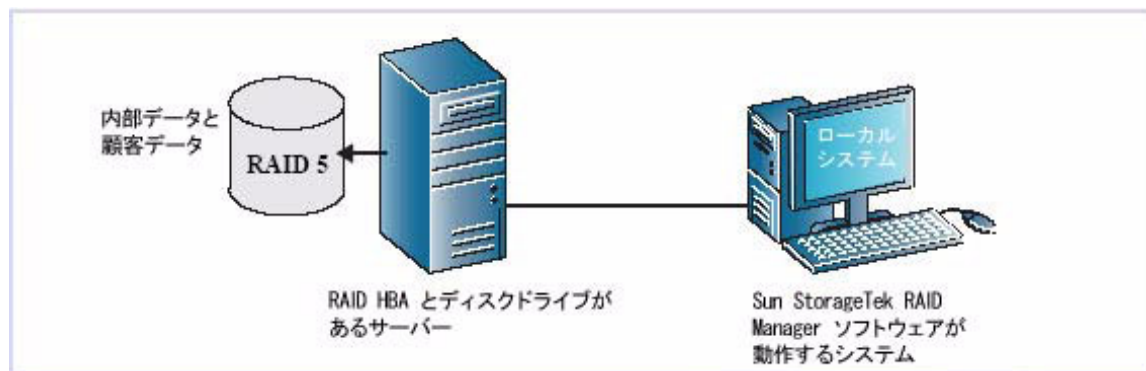 内部データと
顧客データ
RAID 5
ローカル
システム
RAID HBA とディスクドライブが
あるサーバー
Sun StorageTek RAID
Manager ソフトウェアが
動作するシステム